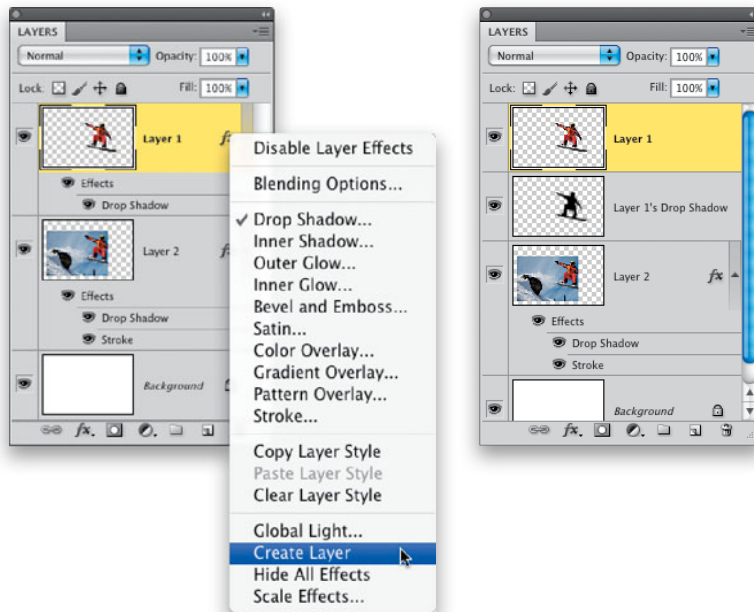 LAYERS
Normal Opacity: 100%
Lock: Fill: 100%
Layer 1 fx
Effects
Drop Shadow
Layer 2 f
Effects
Drop Shadow
Stroke
Background
fx.
Disable Layer Effects
Blending Options...
✓ Drop Shadow...
Inner Shadow...
Outer Glow...
Inner Glow...
Bevel and Emboss...
Satin...
Color Overlay...
Gradient Overlay...
Pattern Overlay...
Stroke...
Copy Layer Style
Paste Layer Style
Clear Layer Style
Global Light...
Create Layer
Hide All Effects
Scale Effects...
LAYERS
Normal Opacity: 100%
Lock: Fill: 100%
Layer 1
Layer 1's Drop Shadow
Layer 2 fx
Effects
Drop Shadow
Stroke
Background
fx.